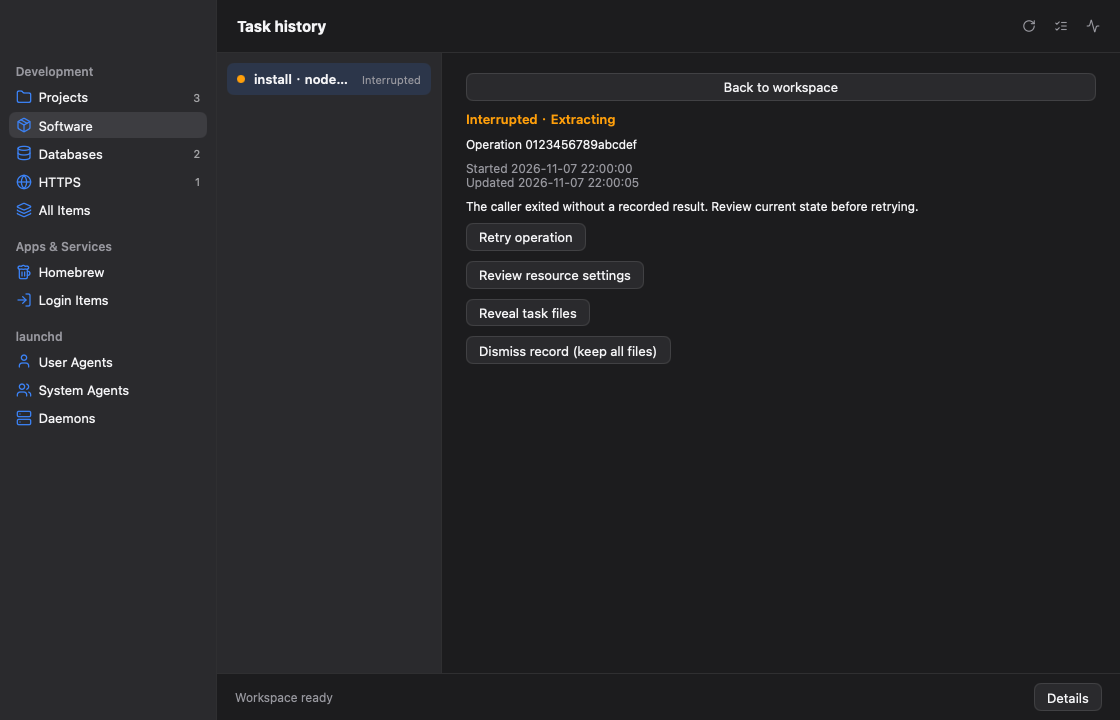 Task history
Development
Projects 3
Software
Databases 2
HTTPS 1
All Items
Apps & Services
Homebrew
Login Items
launchd
User Agents
System Agents
Daemons
install · node... Interrupted
Back to workspace
Interrupted · Extracting
Operation 0123456789abcdef
Started 2026-11-07 22:00:00
Updated 2026-11-07 22:00:05
The caller exited without a recorded result. Review current state before retrying.
Retry operation
Review resource settings
Reveal task files
Dismiss record (keep all files)
Workspace ready
Details